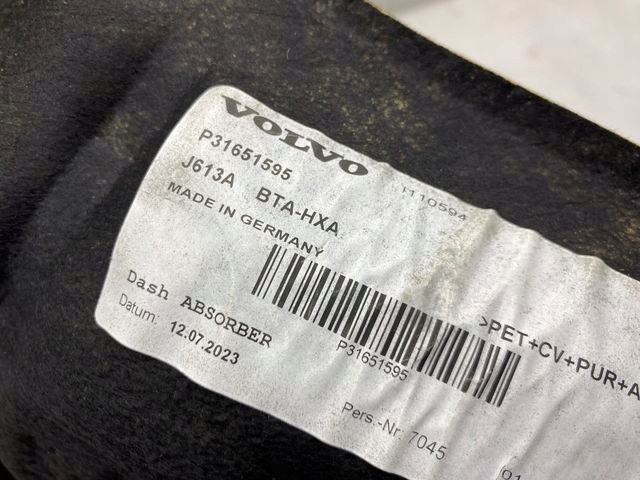 VOLVO
P31651595
I110594
J613A BTA-HXA
MADE IN GERMANY
>PET+CV+PUR+A
Dash ABSORBER
Datum: 12.07.2023
P31651595
Pers.-Nr: 7045